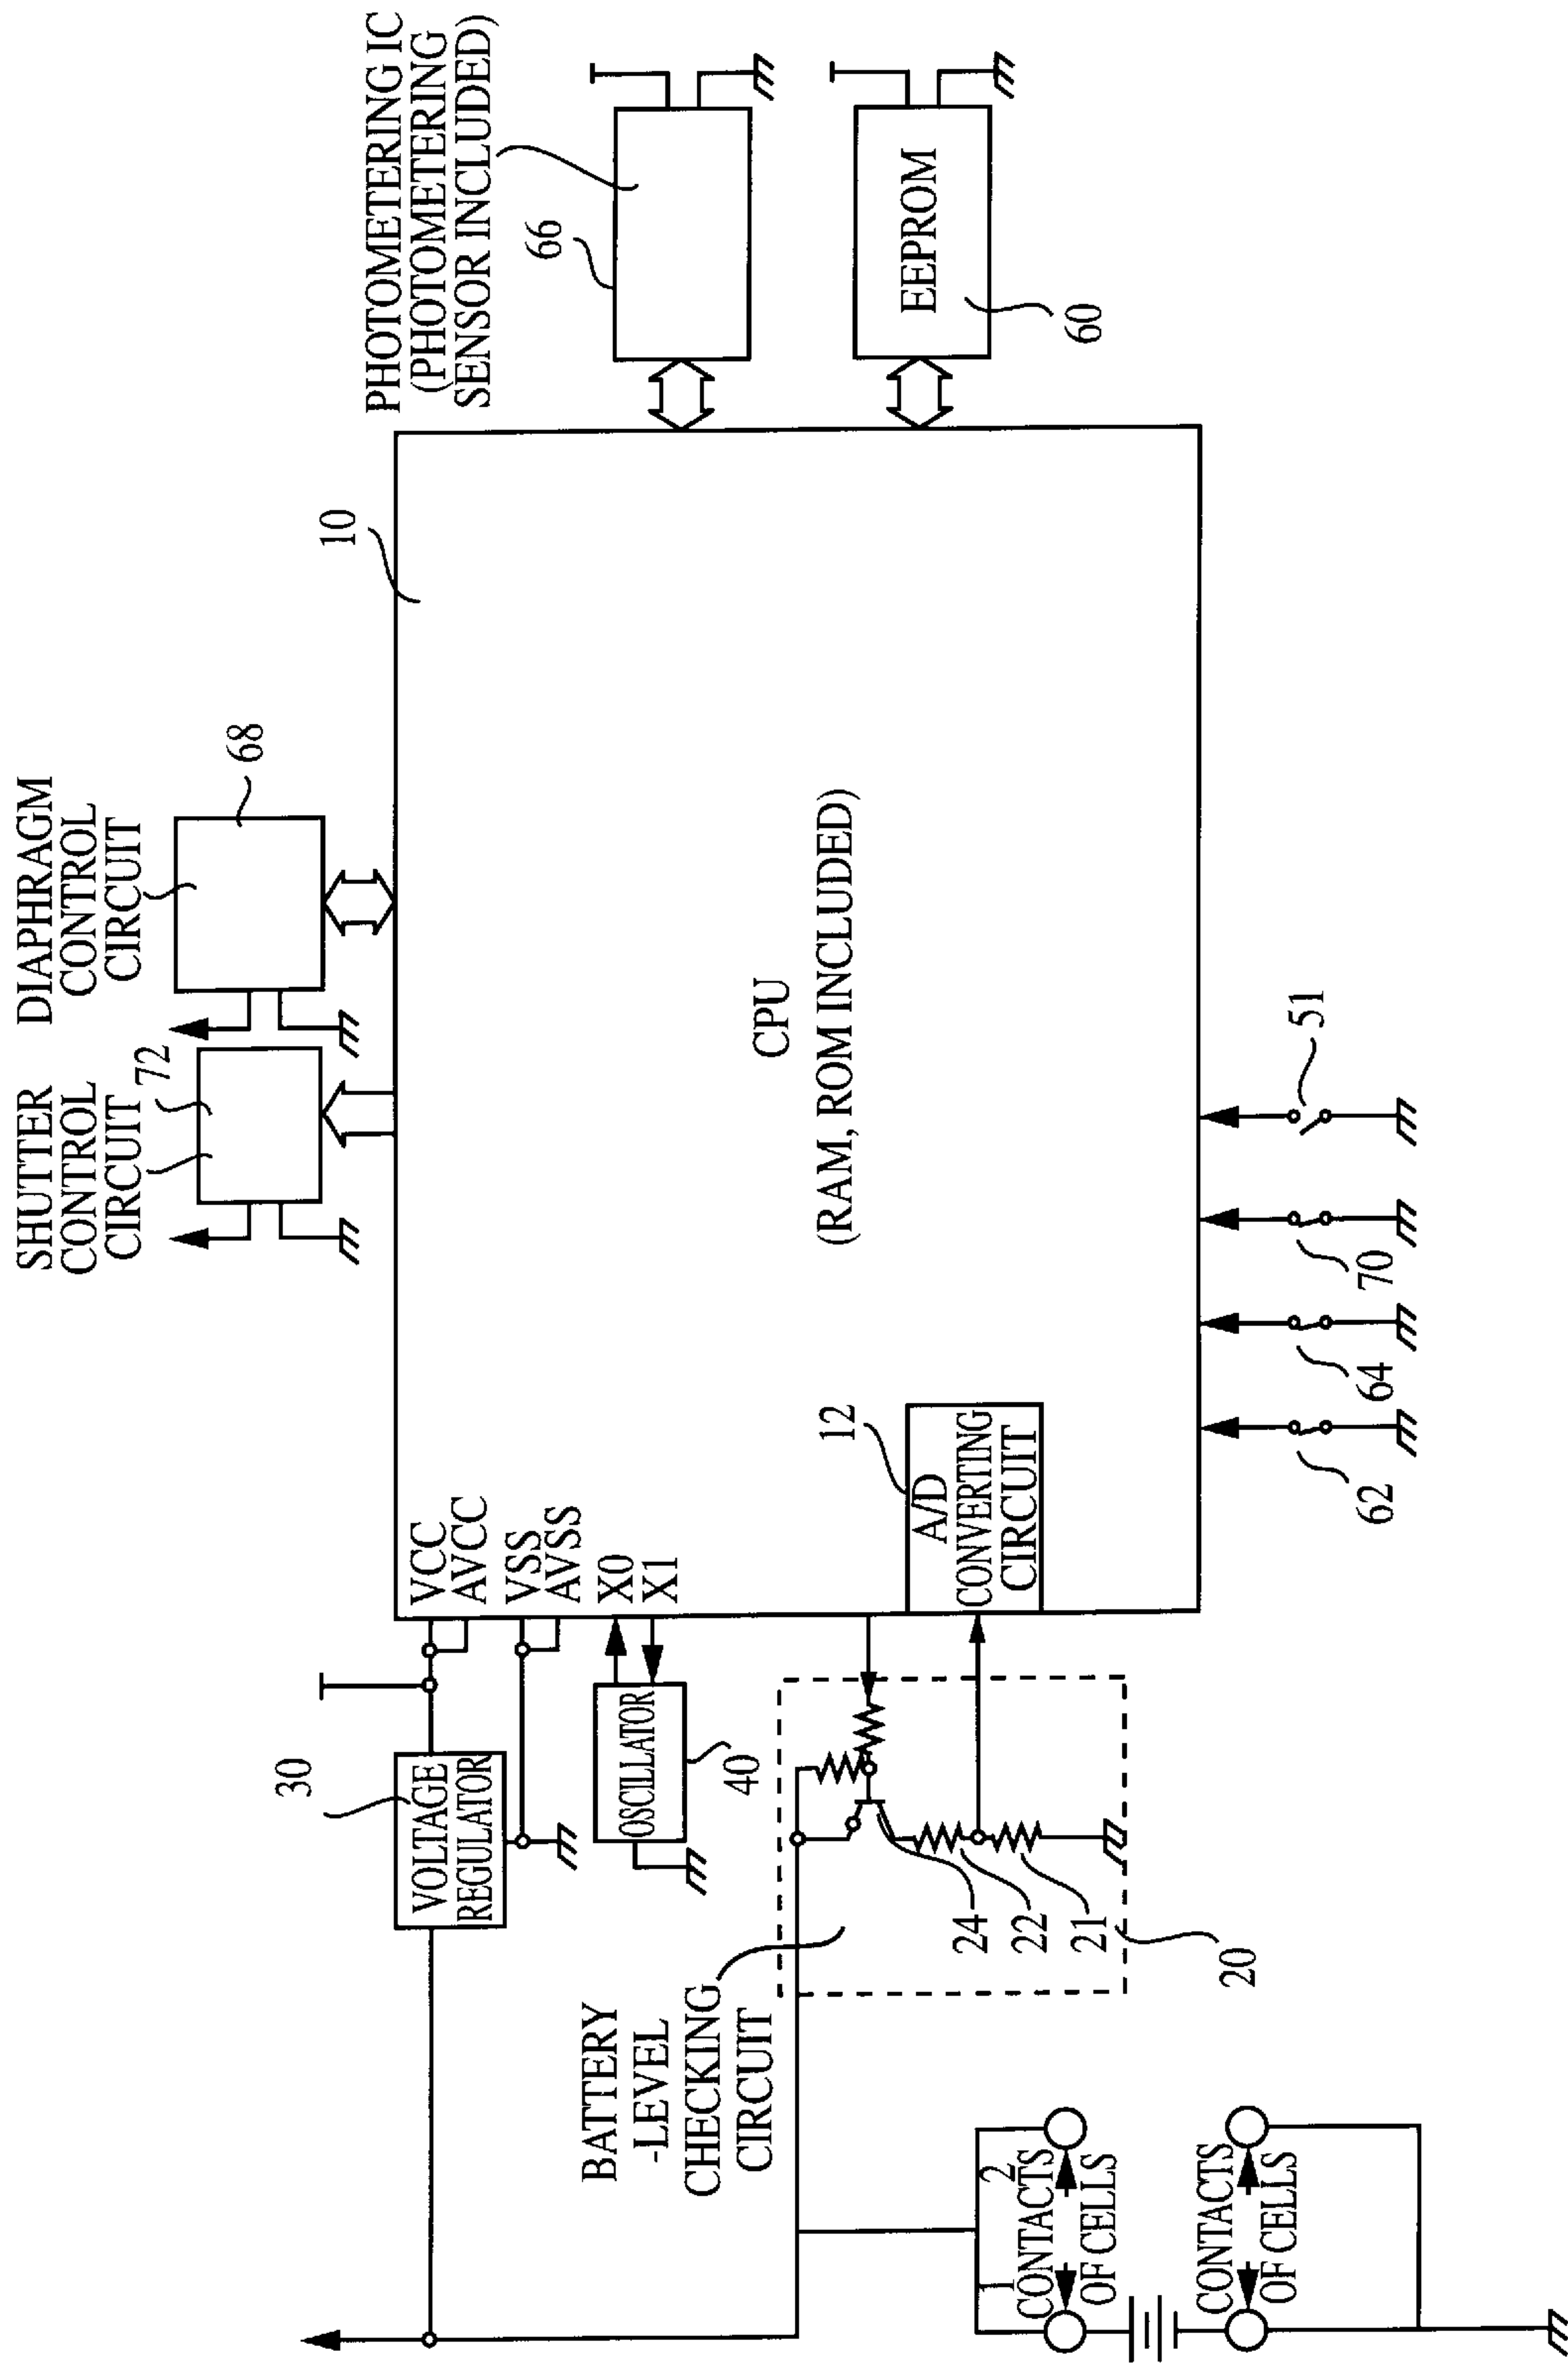 SHUTTER
CONTROL
CIRCUIT
72
DIAPHRAGM
CONTROL
CIRCUIT
68
10
PHOTOMETERING IC
(PHOTOMETERING
SENSOR INCLUDED)
66
EEPROM
60
30
VOLTAGE
REGULATOR
VCC
AVCC
VSS
AVSS
X0
X1
OSCILLATOR
40
CPU
(RAM, ROM INCLUDED)
BATTERY
-LEVEL
CHECKING
CIRCUIT
12
A/D
CONVERTING
CIRCUIT
24
22
21
20
1
2
CONTACTS
OF CELLS
CONTACTS
OF CELLS
62
64
70
51